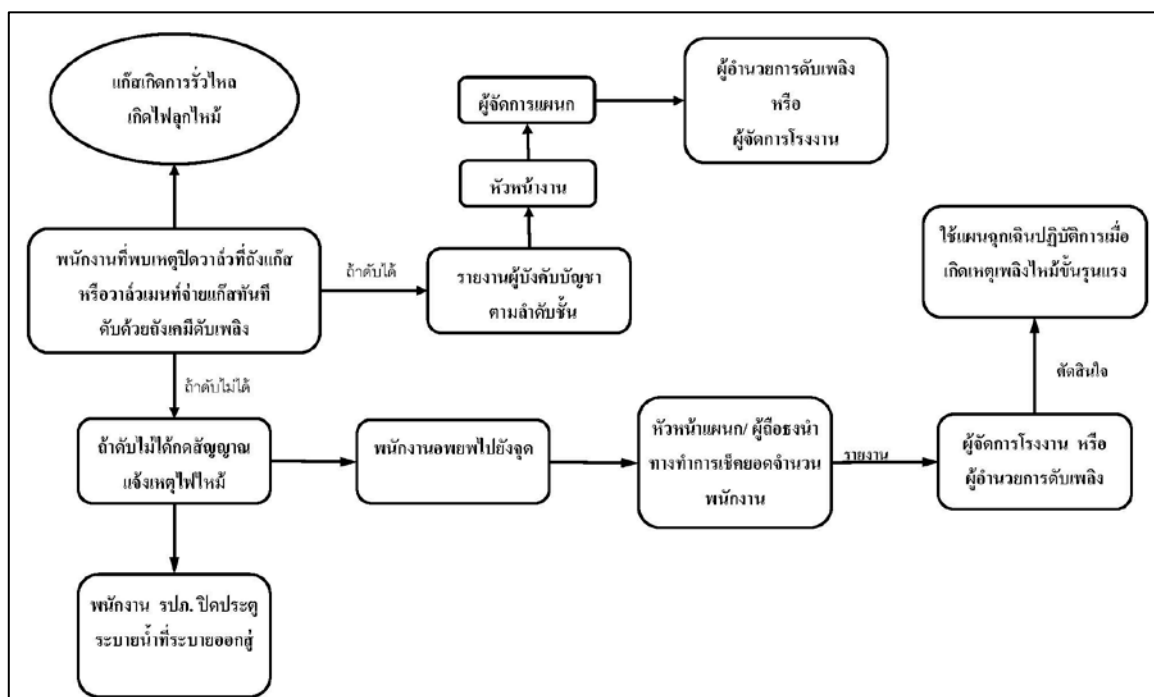 แก๊สเกิดการรั่วไหล
เกิดไฟลุกไหม้
ผู้จัดการแผนก
ผู้อำนวยการดับเพลิง
หรือ
ผู้จัดการโรงงาน
หัวหน้างาน
พนักงานที่พบเหตุปิดวาล์วที่ถังแก๊ส
หรือวาล์วเมนท์จ่ายแก๊สทันที
ดับด้วยถังเคมีดับเพลิง
ถ้าดับได้
รายงานผู้บังคับบัญชา
ตามลำดับชั้น
ใช้แผนฉุกเฉินปฏิบัติการเมื่อ
เกิดเหตุเพลิงไหม้ขั้นรุนแรง
ถ้าดับไม่ได้
ตัดสินใจ
ถ้าดับไม่ได้กดสัญญาณ
แจ้งเหตุไฟไหม้
พนักงานอพยพไปยังจุด
หัวหน้าแผนก/ ผู้ถือธงนำ
ทางทำการเช็คยอดจำนวน
พนักงาน
รายงาน
ผู้จัดการโรงงาน หรือ
ผู้อำนวยการดับเพลิง
พนักงาน รปภ. ปิดประตู
ระบายน้ำที่ระบายออกสู่